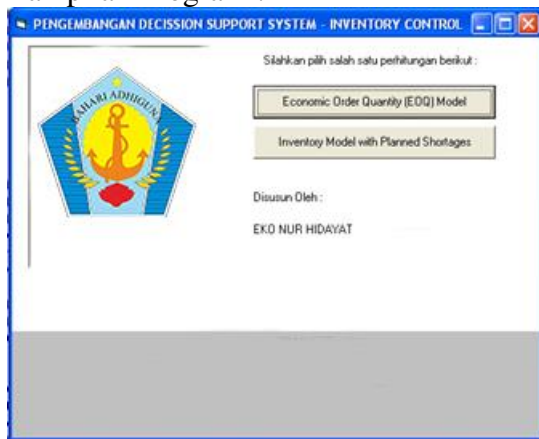 PENGEMBANGAN DECISSION SUPPORT SYSTEM - INVENTORY CONTROL
Silahkan pilih salah satu perhitungan berikut :
BAHARI ADHIGUNA
Economic Order Quantity (EOQ) Model
Inventory Model with Planned Shortages
Disusun Oleh :
EKO NUR HIDAYAT